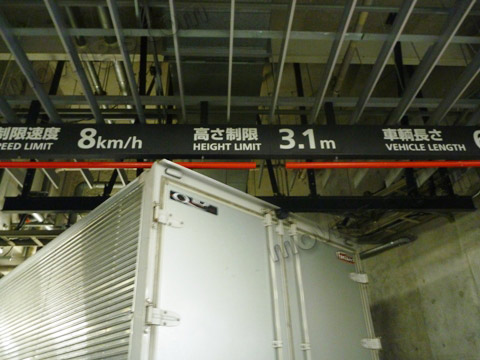 制限速度 8km/h 高さ制限 3.1m 車輌長さ
SPEED LIMIT HEIGHT LIMIT VEHICLE LENGTH